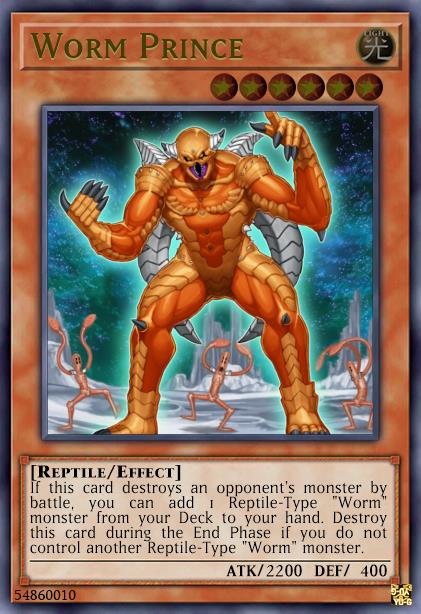 Worm Prince
LIGHT
光
[Reptile/Effect]
If this card destroys an opponent's monster by
battle, you can add 1 Reptile-Type "Worm"
monster from your Deck to your hand. Destroy
this card during the End Phase if you do not
control another Reptile-Type "Worm" monster.
ATK/2200 DEF/ 400
54860010